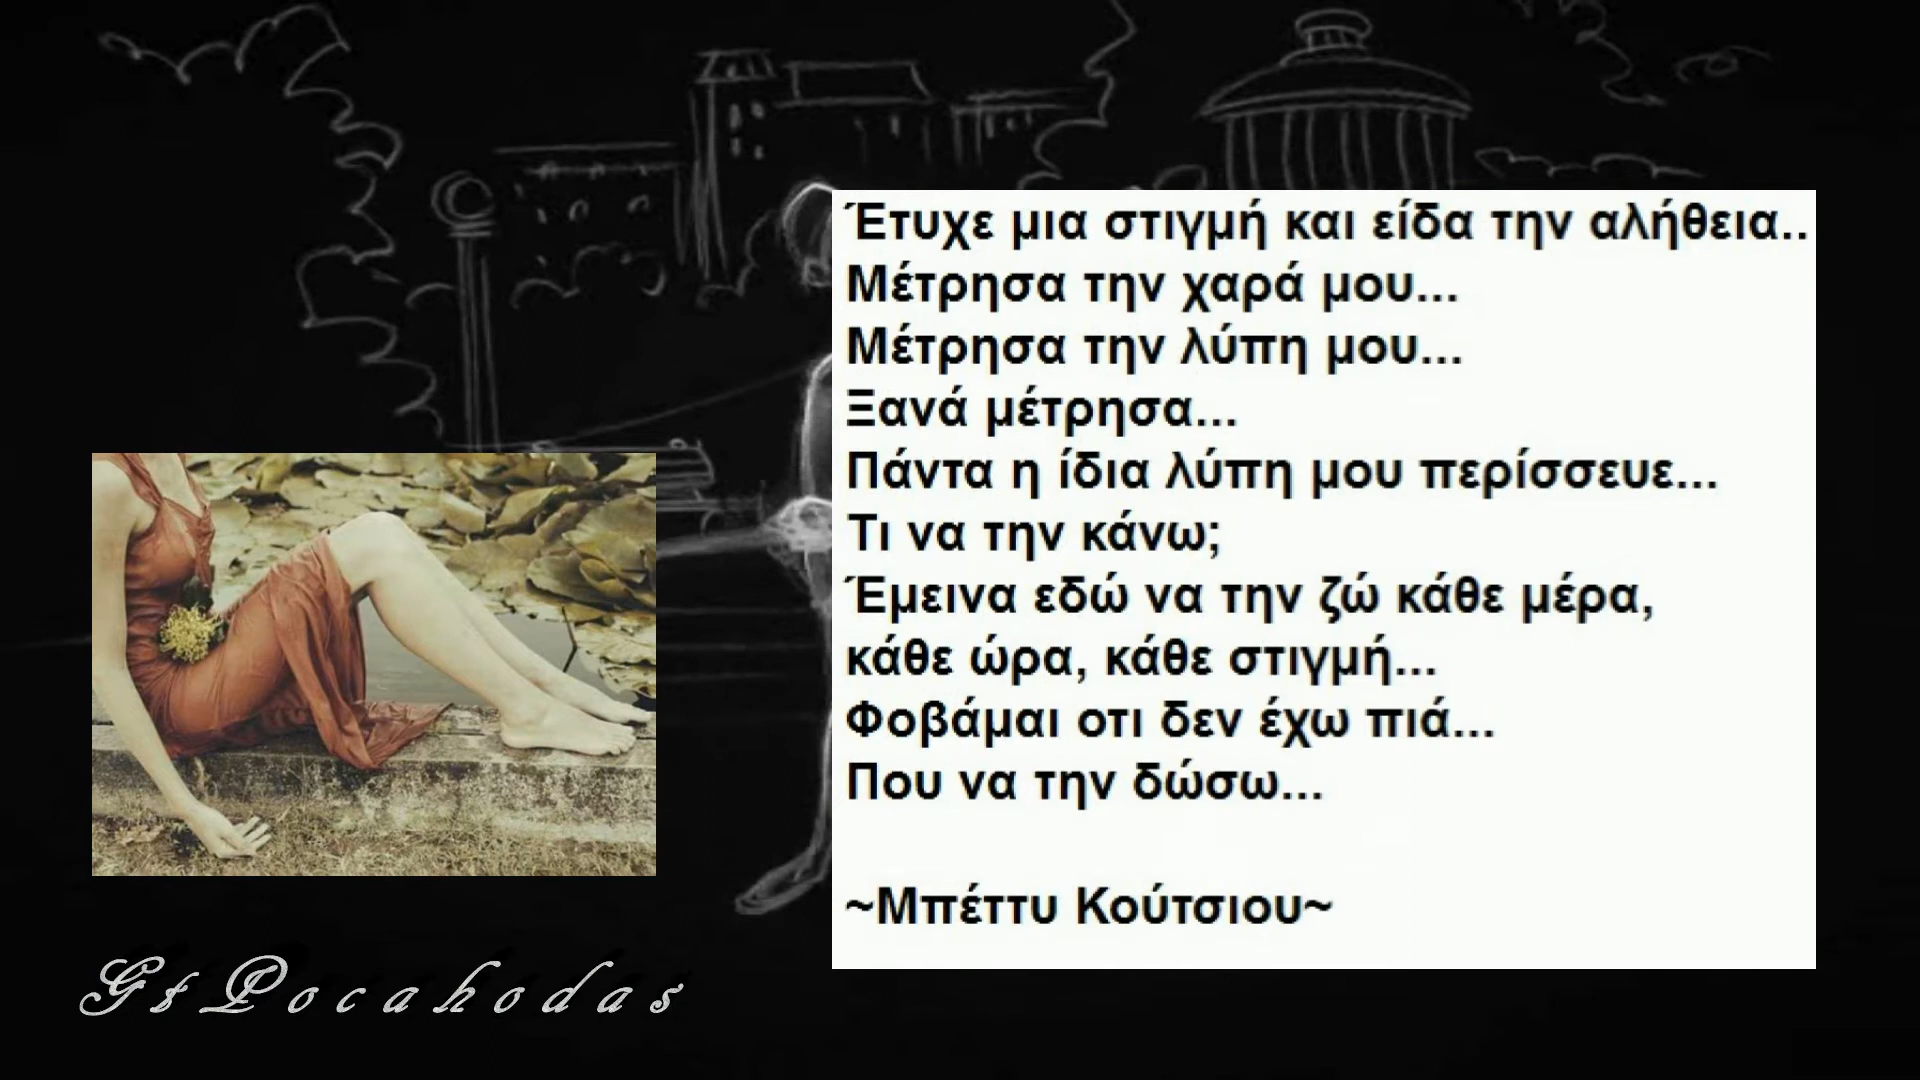 Έτυχε μια στιγμή και είδα την αλήθεια..
Μέτρησα την χαρά μου...
Μέτρησα την λύπη μου...
Ξανά μέτρησα...
Πάντα η ίδια λύπη μου περίσσευε...
Τι να την κάνω;
Έμεινα εδώ να την ζώ κάθε μέρα,
κάθε ώρα, κάθε στιγμή...
Φοβάμαι οτι δεν έχω πιά...
Που να την δώσω...
~Μπέττυ Κούτσιου~
GtPocahodas